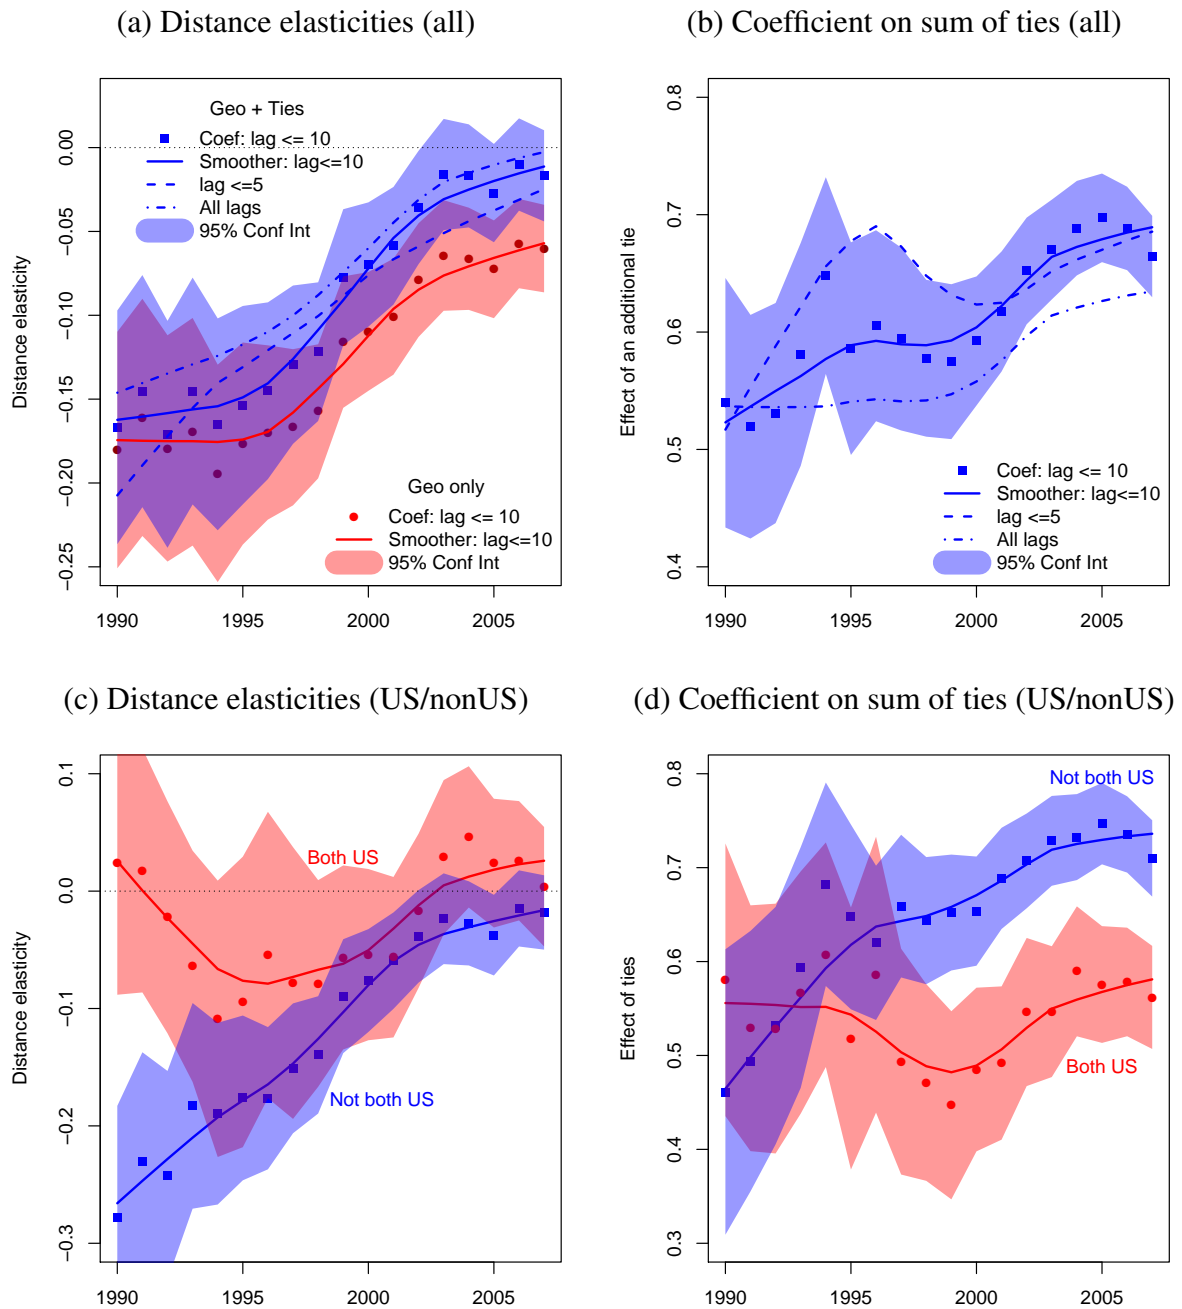 (a) Distance elasticities (all)
Distance elasticity
0.00
−0.05
−0.10
−0.15
−0.20
−0.25
1990
1995
2000
2005
Geo + Ties
Coef: lag <= 10
Smoother: lag<=10
lag <=5
All lags
95% Conf Int
Geo only
Coef: lag <= 10
Smoother: lag<=10
95% Conf Int
(b) Coefficient on sum of ties (all)
Effect of an additional tie
0.8
0.7
0.6
0.5
0.4
1990
1995
2000
2005
Coef: lag <= 10
Smoother: lag<=10
lag <=5
All lags
95% Conf Int
(c) Distance elasticities (US/nonUS)
Distance elasticity
0.1
0.0
−0.1
−0.2
−0.3
1990
1995
2000
2005
Both US
Not both US
(d) Coefficient on sum of ties (US/nonUS)
Effect of ties
0.8
0.7
0.6
0.5
0.4
0.3
1990
1995
2000
2005
Not both US
Both US